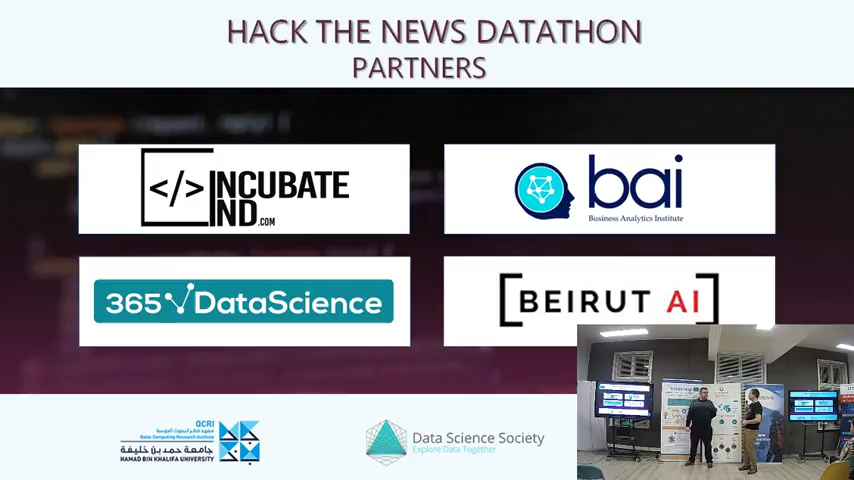 HACK THE NEWS DATATHON
PARTNERS
</> INCUBATE
IND.COM
bai
Business Analytics Institute
365 DataScience
[BEIRUT AI]
QCRI
معهد قطر لبحوث الحوسبة
Qatar Computing Research Institute
جامعة حمد بن خليفة
HAMAD BIN KHALIFA UNIVERSITY
Data Science Society
Explore Data Together